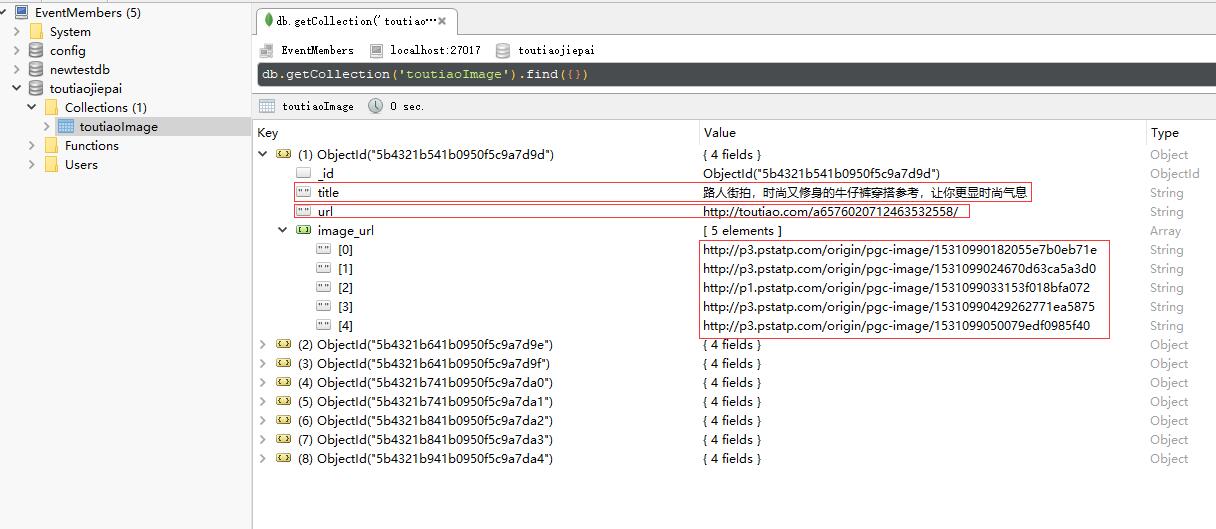 EventMembers (5)
System
config
newtestdb
toutiaojiepai
Collections (1)
toutiaoImage
Functions
Users
db.getCollection('toutiao···
EventMembers localhost:27017 toutiaojiepai
db.getCollection('toutiaoImage').find({})
toutiaoImage 0 sec.
Key Value Type
(1) ObjectId("5b4321b541b0950f5c9a7d9d") { 4 fields } Object
_id ObjectId("5b4321b541b0950f5c9a7d9d") ObjectId
title 路人街拍，时尚又修身的牛仔裤穿搭参考，让你更显时尚气息 String
url http://toutiao.com/a6576020712463532558/ String
image_url [ 5 elements ] Array
[0] http://p3.pstatp.com/origin/pgc-image/15310990182055e7b0eb71e String
[1] http://p3.pstatp.com/origin/pgc-image/1531099024670d63ca5a3d0 String
[2] http://p1.pstatp.com/origin/pgc-image/1531099033153f018bfa072 String
[3] http://p3.pstatp.com/origin/pgc-image/15310990429262771ea5875 String
[4] http://p3.pstatp.com/origin/pgc-image/1531099050079edf0985f40 String
(2) ObjectId("5b4321b641b0950f5c9a7d9e") { 4 fields } Object
(3) ObjectId("5b4321b641b0950f5c9a7d9f") { 4 fields } Object
(4) ObjectId("5b4321b741b0950f5c9a7da0") { 4 fields } Object
(5) ObjectId("5b4321b741b0950f5c9a7da1") { 4 fields } Object
(6) ObjectId("5b4321b841b0950f5c9a7da2") { 4 fields } Object
(7) ObjectId("5b4321b841b0950f5c9a7da3") { 4 fields } Object
(8) ObjectId("5b4321b941b0950f5c9a7da4") { 4 fields } Object